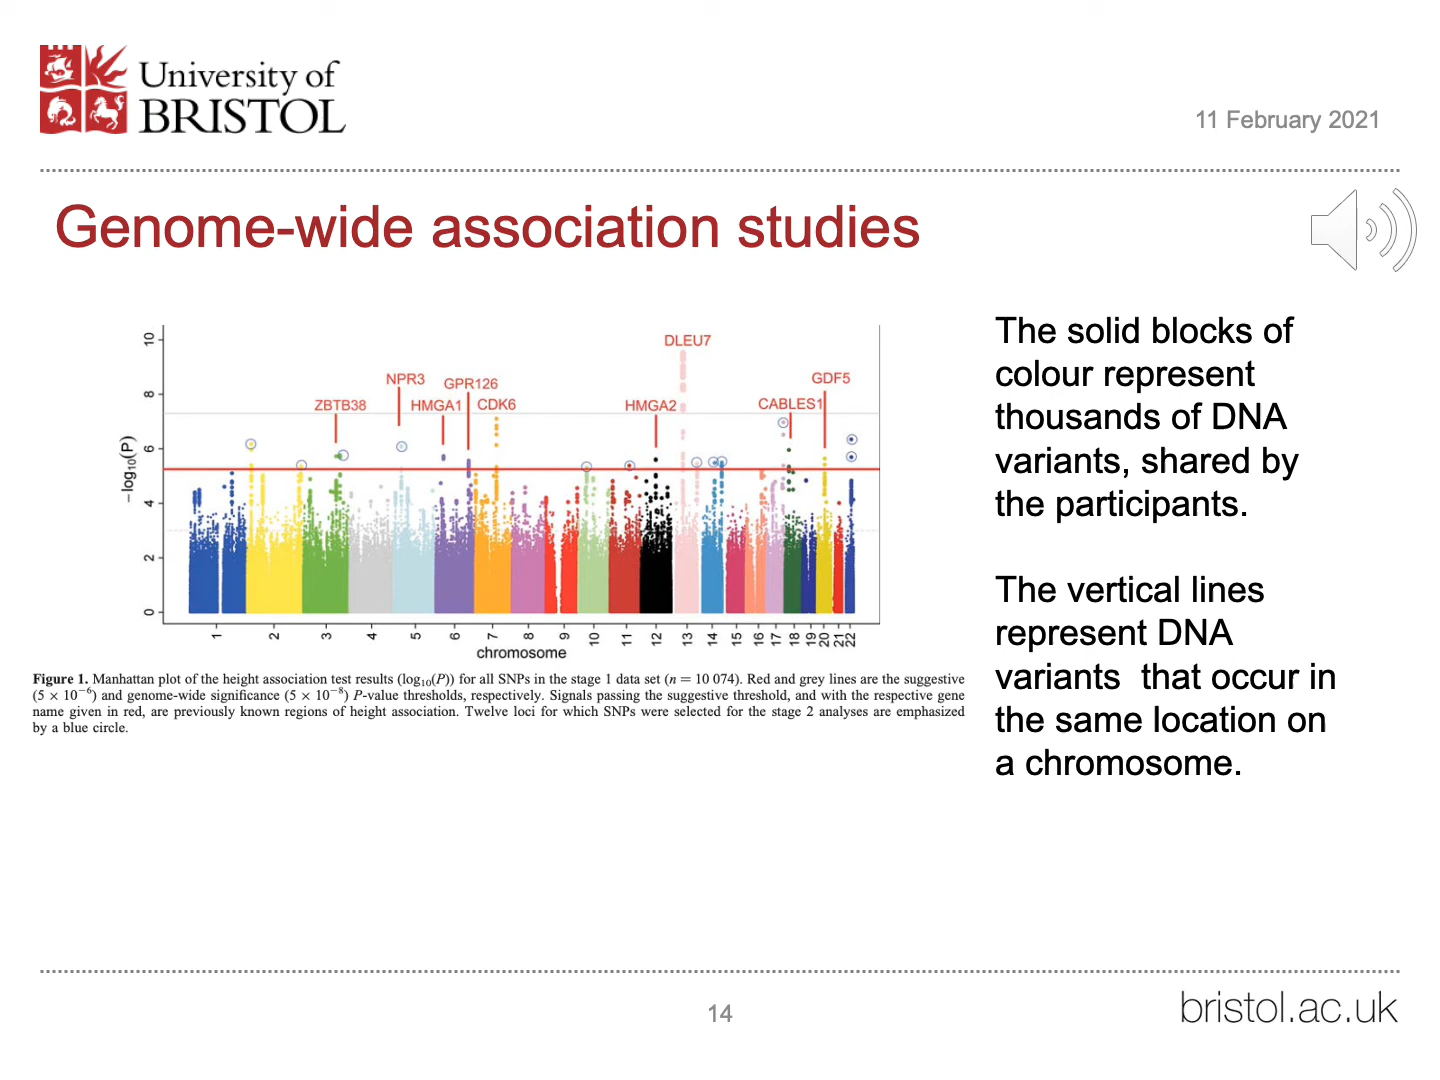 University of
BRISTOL
11 February 2021
Genome-wide association studies
10
8
6
4
2
0
−log10(P)
DLEU7
NPR3
GPR126
GDF5
ZBTB38
HMGA1
CDK6
HMGA2
CABLES1
1 2 3 4 5 6 7 8 9 10 11 12 13 14 15 16 17 18 19 20 21 22
chromosome
Figure 1. Manhattan plot of the height association test results (log10(P)) for all SNPs in the stage 1 data set (n = 10 074). Red and grey lines are the suggestive
(5 × 10−6) and genome-wide significance (5 × 10−8) P-value thresholds, respectively. Signals passing the suggestive threshold, and with the respective gene
name given in red, are previously known regions of height association. Twelve loci for which SNPs were selected for the stage 2 analyses are emphasized
by a blue circle.
The solid blocks of
colour represent
thousands of DNA
variants, shared by
the participants.
The vertical lines
represent DNA
variants  that occur in
the same location on
a chromosome.
14
bristol.ac.uk